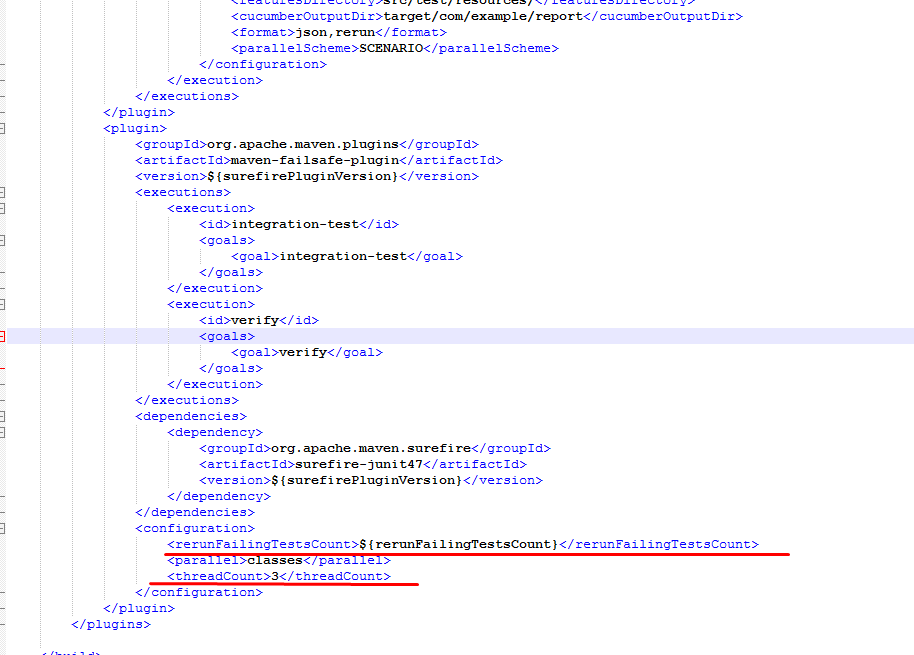 <featuresDirectory>src/test/resources/</featuresDirectory>
<cucumberOutputDir>target/com/example/report</cucumberOutputDir>
<format>json,rerun</format>
<parallelScheme>SCENARIO</parallelScheme>
</configuration>
</execution>
</executions>
</plugin>
<plugin>
<groupId>org.apache.maven.plugins</groupId>
<artifactId>maven-failsafe-plugin</artifactId>
<version>${surefirePluginVersion}</version>
<executions>
<execution>
<id>integration-test</id>
<goals>
<goal>integration-test</goal>
</goals>
</execution>
<execution>
<id>verify</id>
<goals>
<goal>verify</goal>
</goals>
</execution>
</executions>
<dependencies>
<dependency>
<groupId>org.apache.maven.surefire</groupId>
<artifactId>surefire-junit47</artifactId>
<version>${surefirePluginVersion}</version>
</dependency>
</dependencies>
<configuration>
<rerunFailingTestsCount>${rerunFailingTestsCount}</rerunFailingTestsCount>
<parallel>classes</parallel>
<threadCount>3</threadCount>
</configuration>
</plugin>
</plugins>
</build>